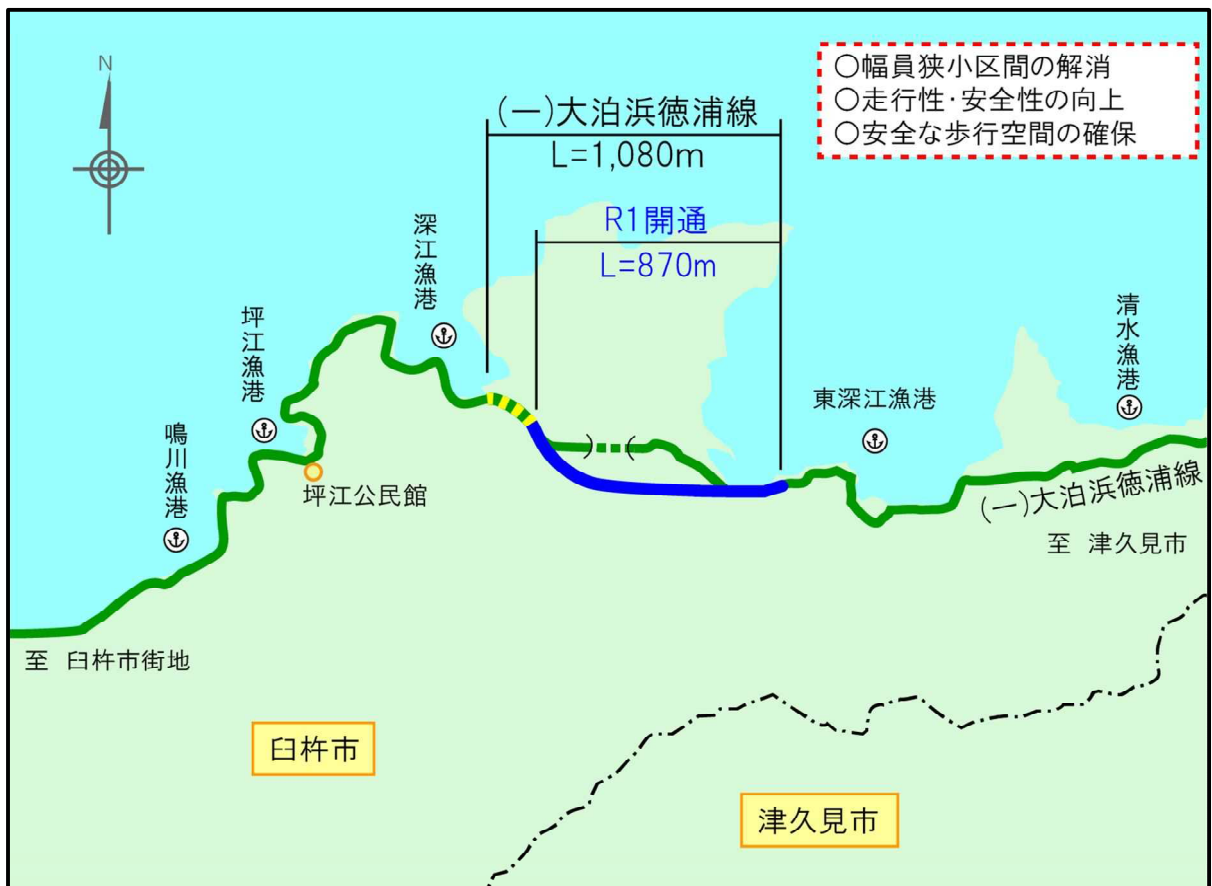 N
○幅員狭小区間の解消
○走行性・安全性の向上
○安全な歩行空間の確保
(一)大泊浜徳浦線
L=1,080m
R1開通
L=870m
深江漁港
坪江漁港
鳴川漁港
坪江公民館
東深江漁港
清水漁港
(一)大泊浜徳浦線
至 津久見市
至 臼杵市街地
臼杵市
津久見市